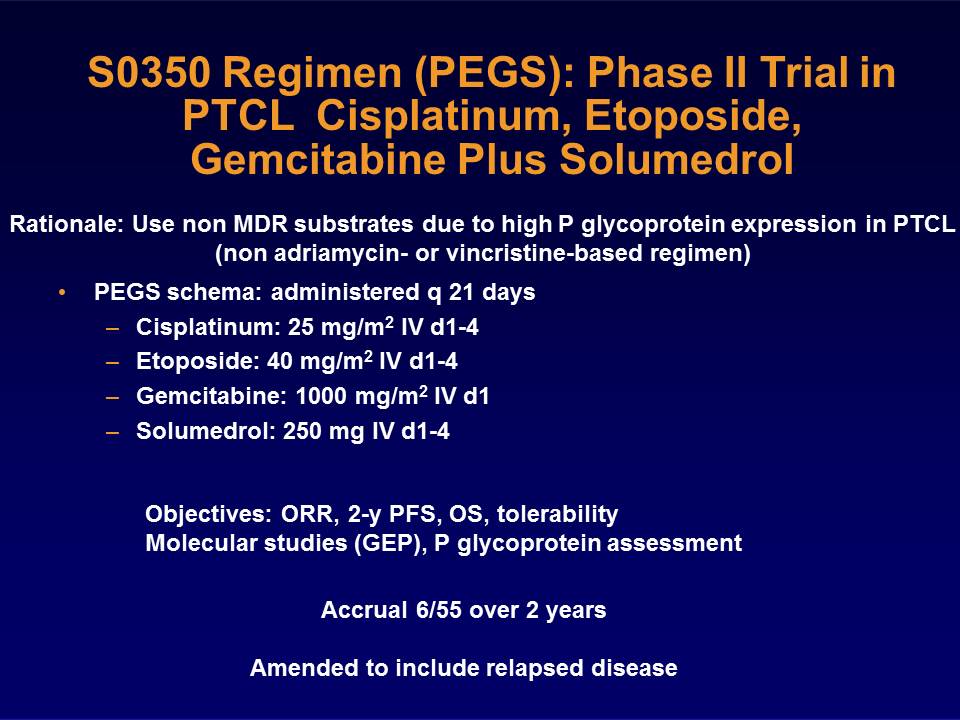 S0350 Regimen (PEGS): Phase II Trial in
PTCL  Cisplatinum, Etoposide,
Gemcitabine Plus Solumedrol
Rationale: Use non MDR substrates due to high P glycoprotein expression in PTCL
(non adriamycin- or vincristine-based regimen)
• PEGS schema: administered q 21 days
– Cisplatinum: 25 mg/m² IV d1-4
– Etoposide: 40 mg/m² IV d1-4
– Gemcitabine: 1000 mg/m² IV d1
– Solumedrol: 250 mg IV d1-4
Objectives: ORR, 2-y PFS, OS, tolerability
Molecular studies (GEP), P glycoprotein assessment
Accrual 6/55 over 2 years
Amended to include relapsed disease